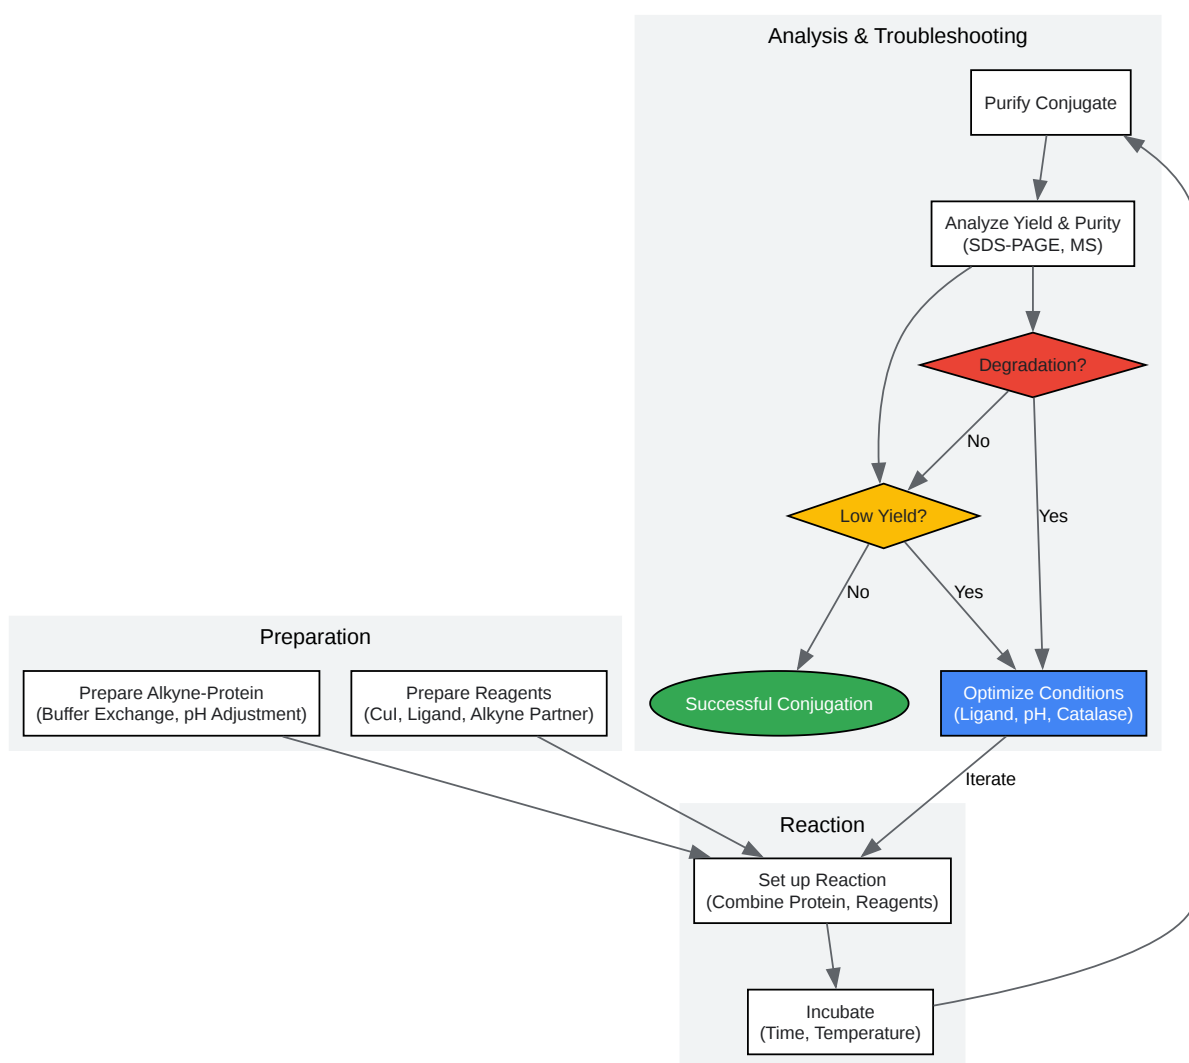 Analysis & Troubleshooting
Purify Conjugate
Analyze Yield & Purity
(SDS-PAGE, MS)
Degradation?
No
Low Yield?
Yes
No
Yes
Preparation
Prepare Alkyne-Protein
(Buffer Exchange, pH Adjustment)
Prepare Reagents
(CuI, Ligand, Alkyne Partner)
Successful Conjugation
Optimize Conditions
(Ligand, pH, Catalase)
Iterate
Reaction
Set up Reaction
(Combine Protein, Reagents)
Incubate
(Time, Temperature)